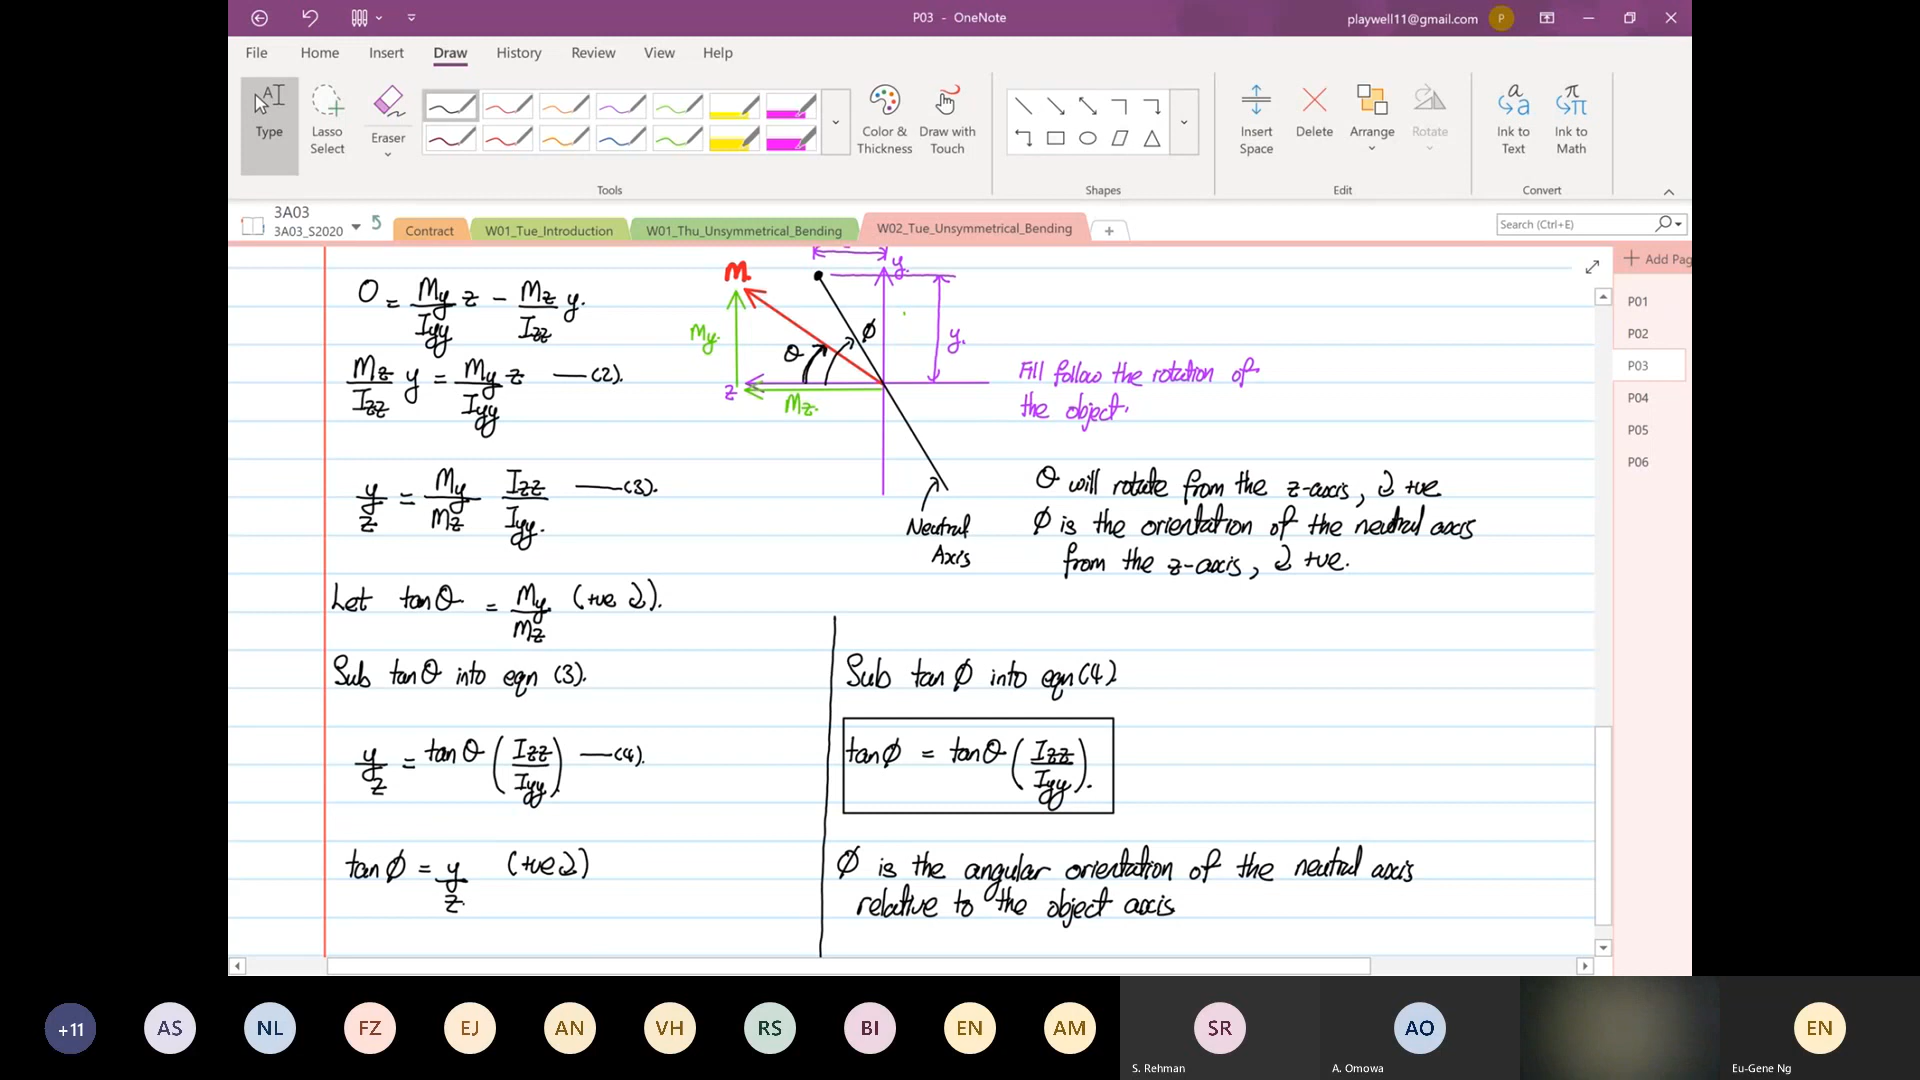 P03 - OneNote
playwell11@gmail.com
P
File Home Insert Draw History Review View Help
Type
Lasso Select
Eraser
Color & Thickness
Draw with Touch
Insert Space
Delete
Arrange
Rotate
Ink to Text
Ink to Math
Tools
Shapes
Edit
Convert
3A03
3A03_S2020
Contract
W01_Tue_Introduction
W01_Thu_Unsymmetrical_Bending
W02_Tue_Unsymmetrical_Bending
+
Search (Ctrl+E)
+ Add Pag
P01
P02
P03
P04
P05
P06
0 = My/Iyy z - Mz/Izz y.
Mz/Izz y = My/Iyy z —(2).
y/z = My/Mz Izz/Iyy. —(3).
Let tanθ = My/Mz (+ve ↻).
Sub tanθ into eqn (3).
y/z = tanθ (Izz/Iyy) —(4).
tanϕ = y/z. (+ve ↻)
M.
My.
θ
ϕ
y.
y.
z
Mz.
Neutral
Axis
Fill follow the rotation of
the object.
θ will rotate from the z-axis, ↻ +ve
ϕ is the orientation of the neutral axis
from the z-axis, ↻ +ve.
Sub tanϕ into eqn(4)
tanϕ = tanθ (Izz/Iyy).
ϕ is the angular orientation of the neutral axis
relative to the object axis
+11
AS
NL
FZ
EJ
AN
VH
RS
BI
EN
AM
SR
S. Rehman
AO
A. Omowa
EN
Eu-Gene Ng